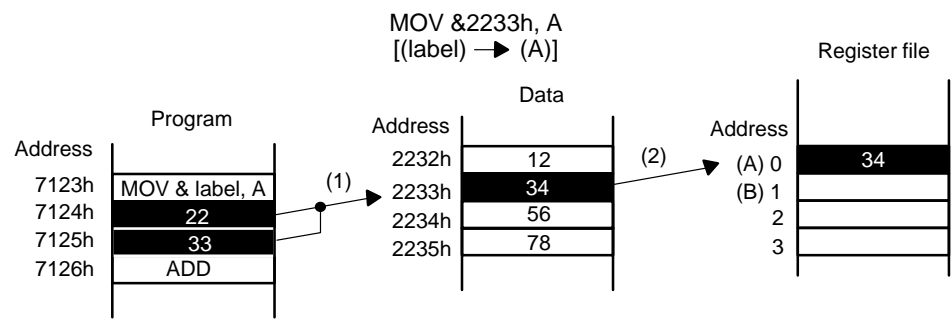 MOV &2233h, A
[(label) → (A)]
Program
Address
7123h MOV & label, A
7124h 22
7125h 33
7126h ADD
(1)
Data
Address
2232h 12
2233h 34
2234h 56
2235h 78
(2)
Register file
Address
(A) 0 34
(B) 1
2
3